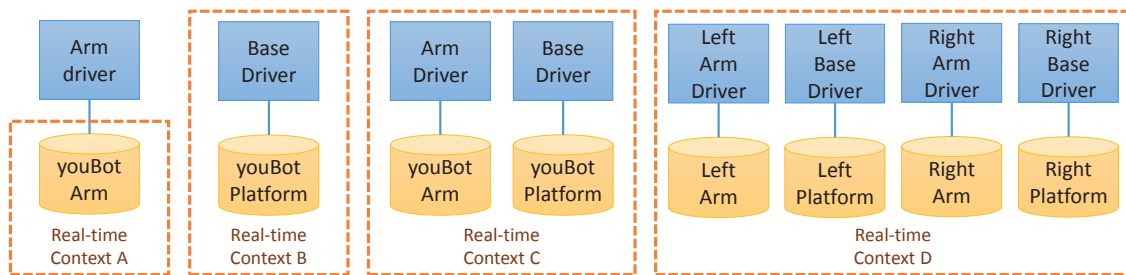 Arm
driver
youBot
Arm
Real-time
Context A
Base
Driver
youBot
Platform
Real-time
Context B
Arm
Driver
Base
Driver
youBot
Arm
youBot
Platform
Real-time
Context C
Left
Arm
Driver
Left
Base
Driver
Right
Arm
Driver
Right
Base
Driver
Left
Arm
Left
Platform
Right
Arm
Right
Platform
Real-time
Context D